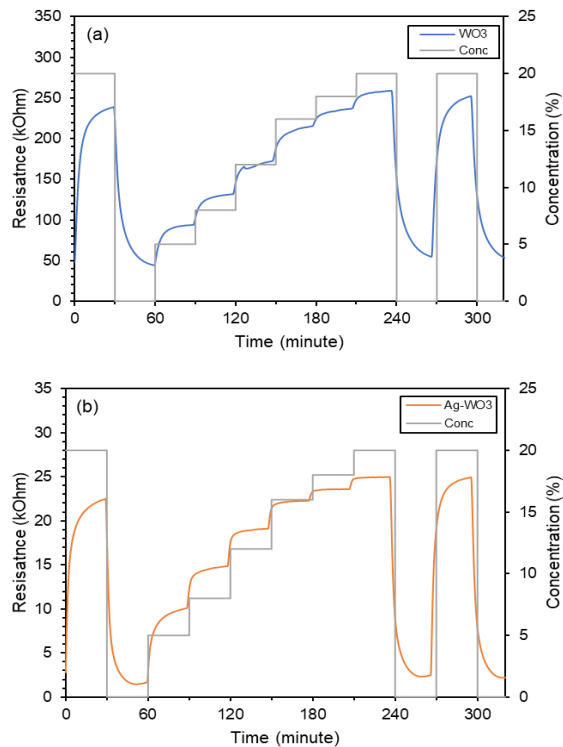 (a)
WO3
Conc
350
300
250
200
150
100
50
0
Resisatnce (kOhm)
25
20
15
10
5
0
Concentration (%)
0 60 120 180 240 300
Time (minute)
(b)
Ag-WO3
Conc
35
30
25
20
15
10
5
0
Resisatnce (kOhm)
25
20
15
10
5
0
Concentration (%)
0 60 120 180 240 300
Time (minute)